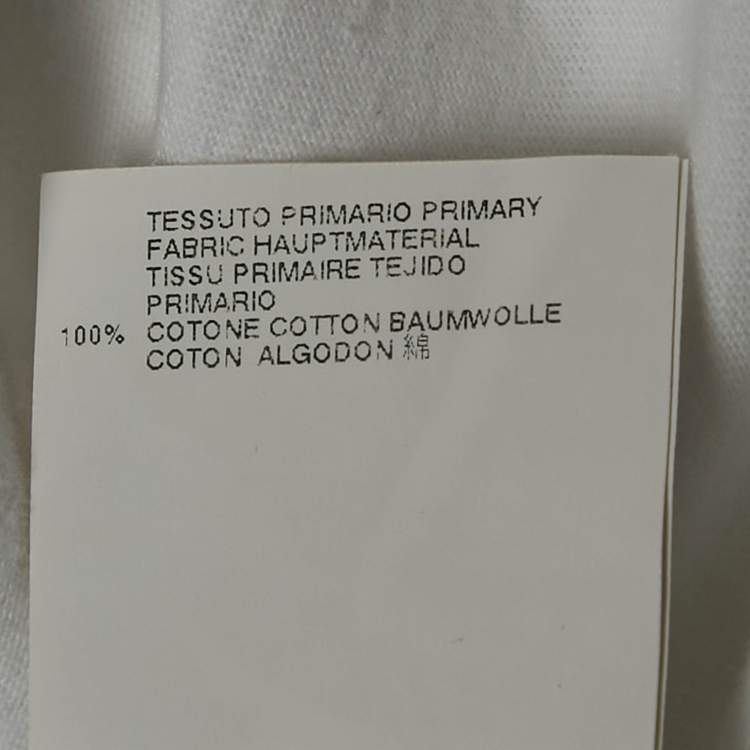 TESSUTO PRIMARIO PRIMARY
FABRIC HAUPTMATERIAL
TISSU PRIMAIRE TEJIDO
PRIMARIO
100% COTONE COTTON BAUMWOLLE
COTON ALGODON 綿